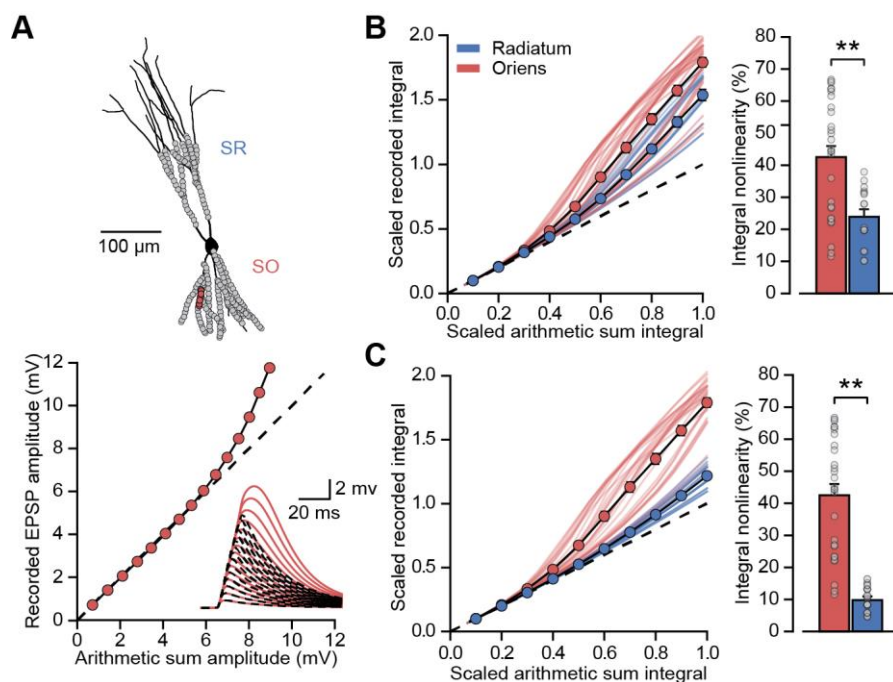 A
SR
100 µm
SO
12
10
8
6
4
2
0
Recorded EPSP amplitude (mV)
2 mv
20 ms
0 2 4 6 8 10 12
Arithmetic sum amplitude (mV)
B
Radiatum
Oriens
2.0
1.5
1.0
0.5
0.0
Scaled recorded integral
0.0 0.2 0.4 0.6 0.8 1.0
Scaled arithmetic sum integral
**
80
70
60
50
40
30
20
10
0
Integral nonlinearity (%)
C
2.0
1.5
1.0
0.5
0.0
Scaled recorded integral
0.0 0.2 0.4 0.6 0.8 1.0
Scaled arithmetic sum integral
**
80
70
60
50
40
30
20
10
0
Integral nonlinearity (%)